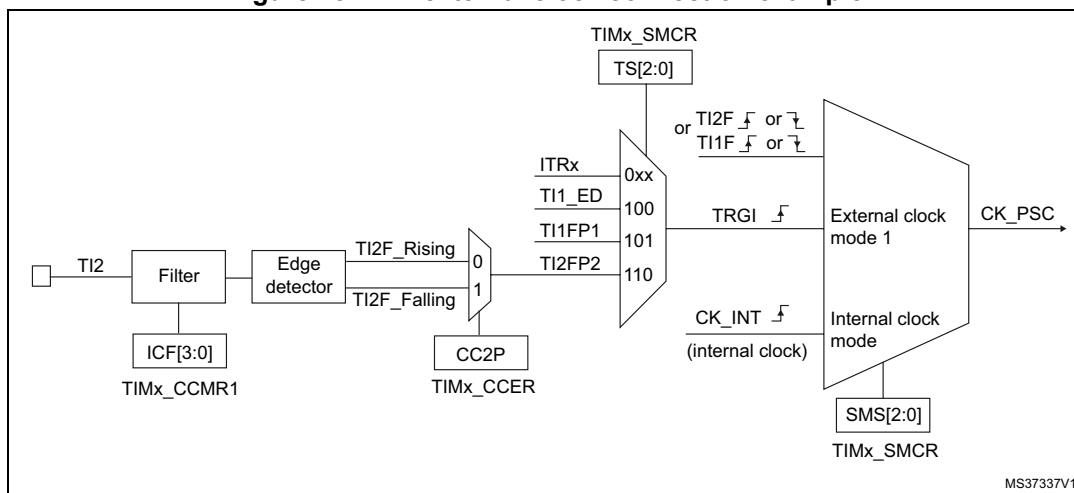 TIMx_SMCR
TS[2:0]
or TI2F or
TI1F or
ITRx
0xx
TI1_ED
100
TI1FP1
101
TI2FP2
110
TRGI
External clock
mode 1
CK_PSC
TI2
Filter
Edge
detector
TI2F_Rising
0
TI2F_Falling
1
CK_INT
(internal clock)
Internal clock
mode
ICF[3:0]
TIMx_CCMR1
CC2P
TIMx_CCER
SMS[2:0]
TIMx_SMCR
MS37337V1